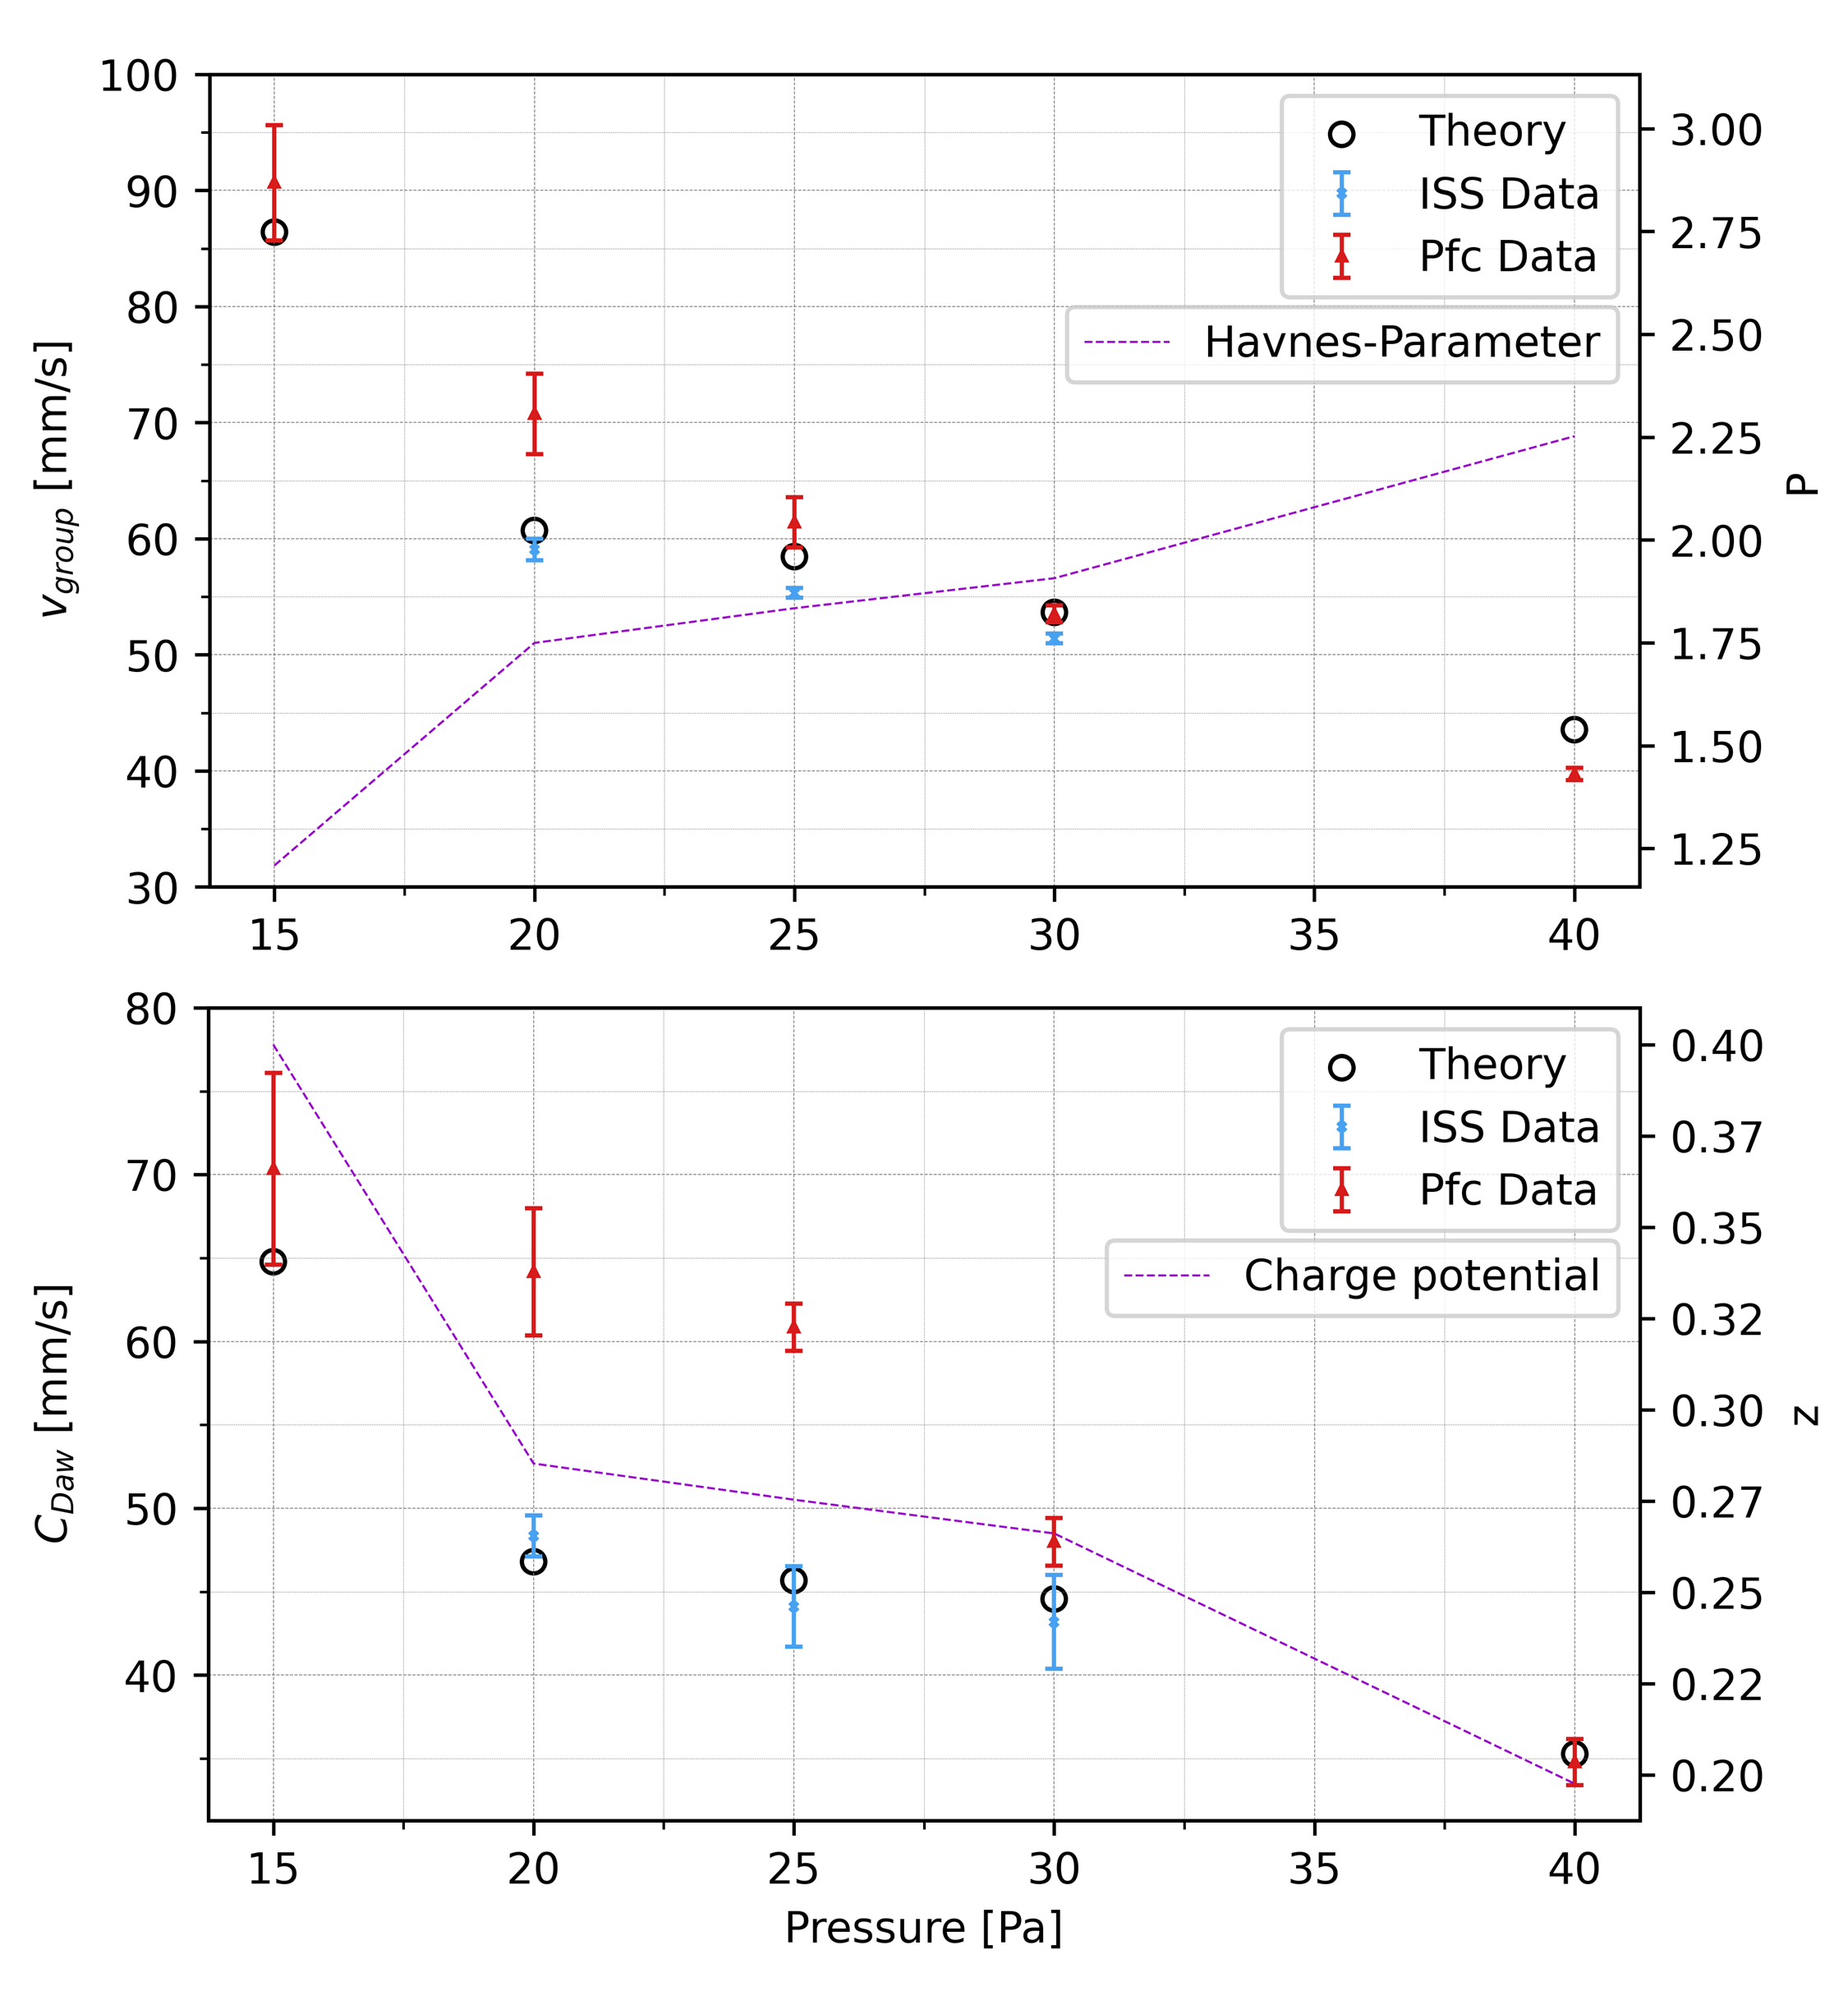 100
90
80
70
60
50
40
30
v_group [mm/s]
3.00
2.75
2.50
2.25
2.00
1.75
1.50
1.25
P
Theory
ISS Data
Pfc Data
Havnes-Parameter
15 20 25 30 35 40
80
70
60
50
40
C_Daw [mm/s]
0.40
0.37
0.35
0.32
0.30
0.27
0.25
0.22
0.20
z
Theory
ISS Data
Pfc Data
Charge potential
15 20 25 30 35 40
Pressure [Pa]